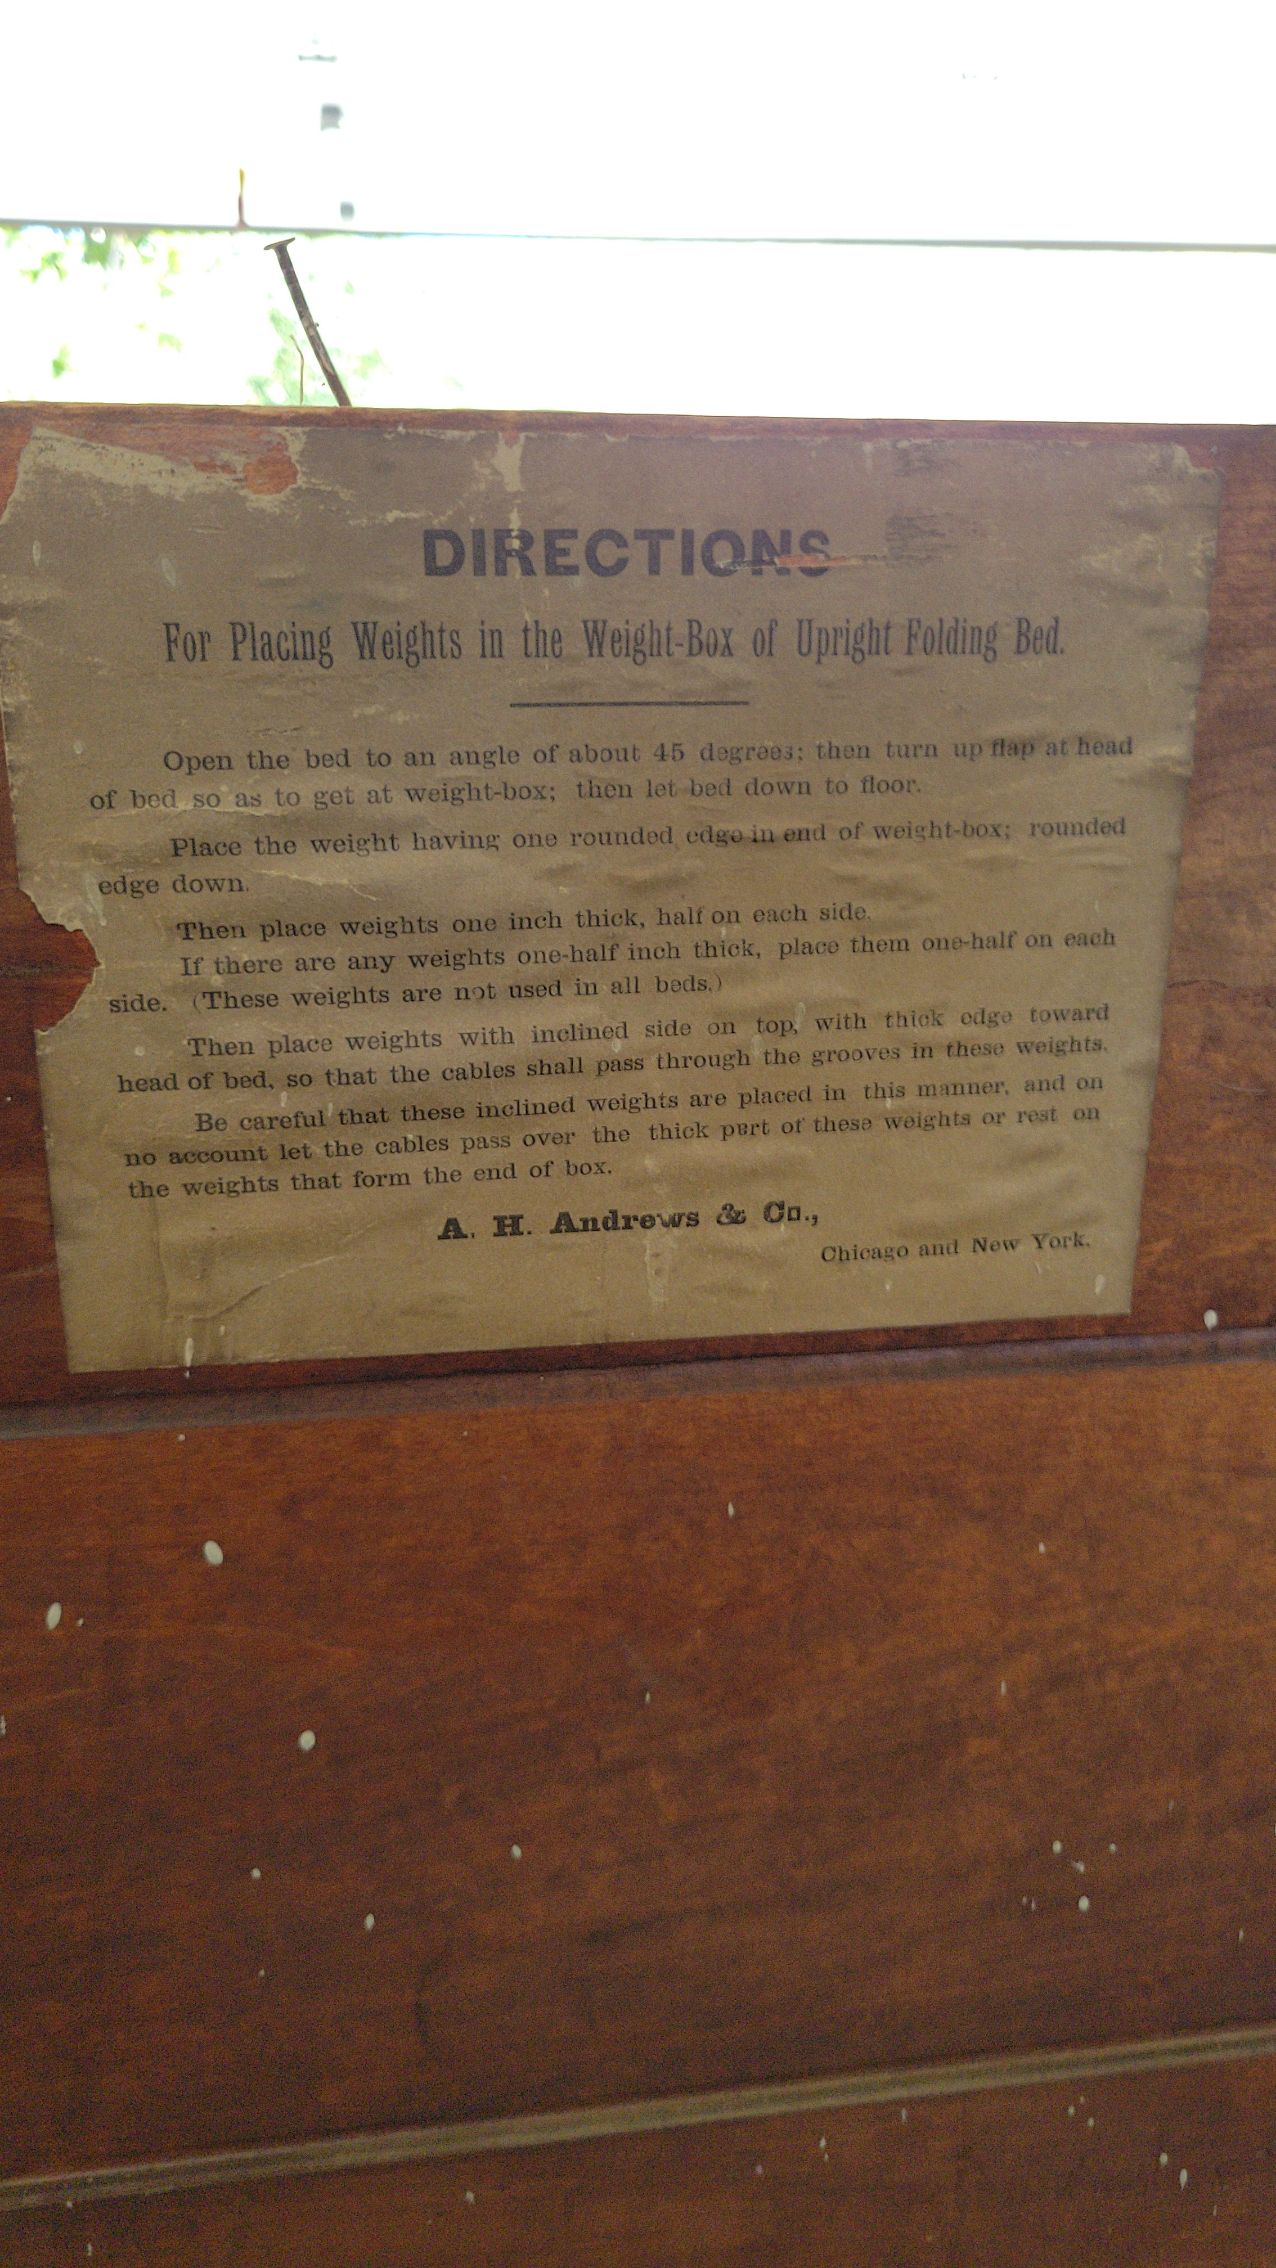 DIRECTIONS
For Placing Weights in the Weight-Box of Upright Folding Bed.
Open the bed to an angle of about 45 degrees; then turn up flap at head
of bed so as to get at weight-box; then let bed down to floor.
Place the weight having one rounded edge in end of weight-box; rounded
edge down.
Then place weights one inch thick, half on each side.
If there are any weights one-half inch thick, place them one-half on each
side. (These weights are not used in all beds.)
Then place weights with inclined side on top, with thick edge toward
head of bed, so that the cables shall pass through the grooves in these weights.
Be careful that these inclined weights are placed in this manner, and on
no account let the cables pass over the thick part of these weights or rest on
the weights that form the end of box.
A. H. Andrews & Co.,
Chicago and New York.